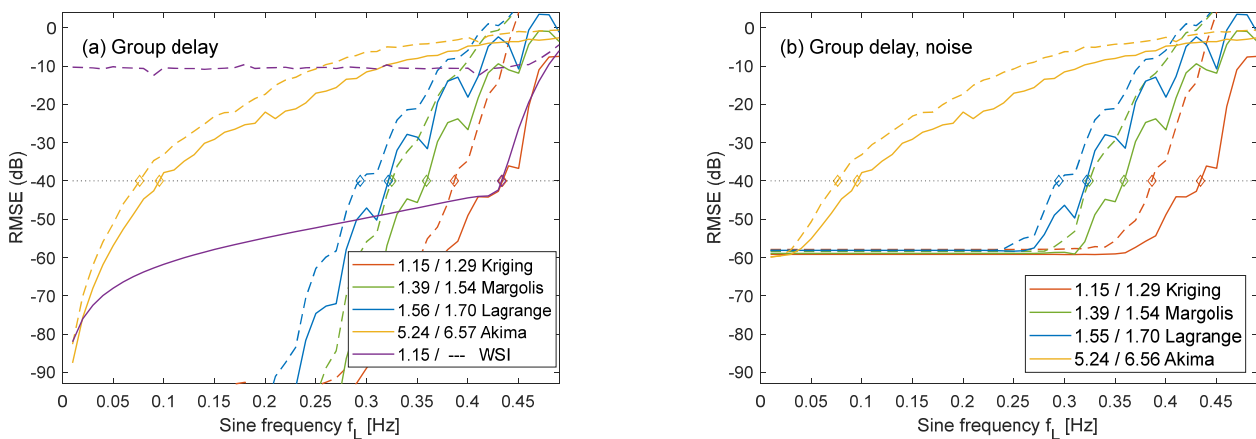 (a) Group delay
RMSE (dB)
0
-10
-20
-30
-40
-50
-60
-70
-80
-90
1.15 / 1.29 Kriging
1.39 / 1.54 Margolis
1.56 / 1.70 Lagrange
5.24 / 6.57 Akima
1.15 / --- WSI
0 0.05 0.1 0.15 0.2 0.25 0.3 0.35 0.4 0.45
Sine frequency f_L [Hz]
(b) Group delay, noise
RMSE (dB)
0
-10
-20
-30
-40
-50
-60
-70
-80
-90
1.15 / 1.29 Kriging
1.39 / 1.54 Margolis
1.55 / 1.70 Lagrange
5.24 / 6.56 Akima
0 0.05 0.1 0.15 0.2 0.25 0.3 0.35 0.4 0.45
Sine frequency f_L [Hz]